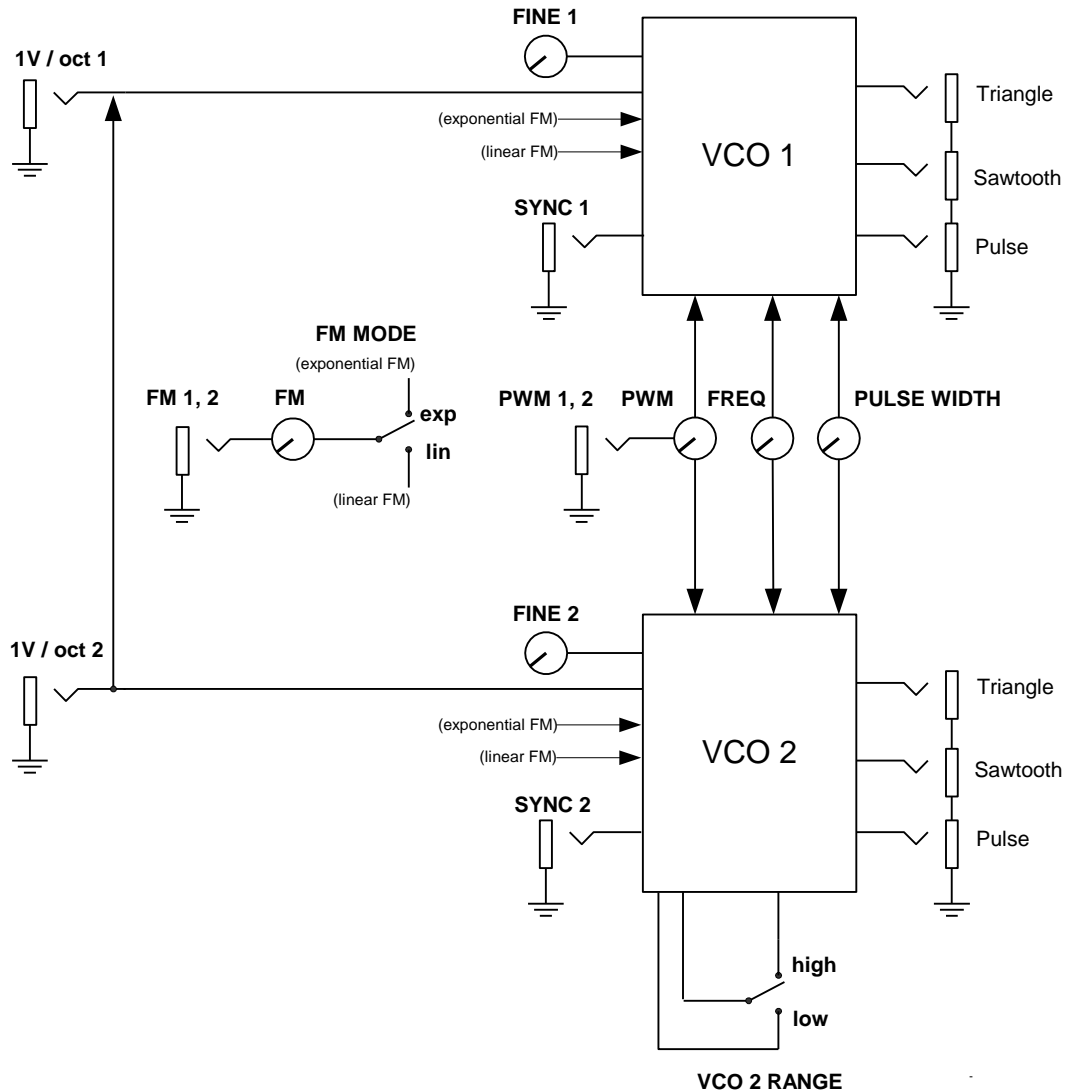 FINE 1
1V / oct 1
Triangle
(exponential FM)
(linear FM)
VCO 1
Sawtooth
SYNC 1
Pulse
FM MODE
(exponential FM)
FM 1, 2
FM
exp
lin
(linear FM)
PWM 1, 2
PWM
FREQ
PULSE WIDTH
FINE 2
1V / oct 2
Triangle
(exponential FM)
(linear FM)
VCO 2
Sawtooth
SYNC 2
Pulse
high
low
VCO 2 RANGE